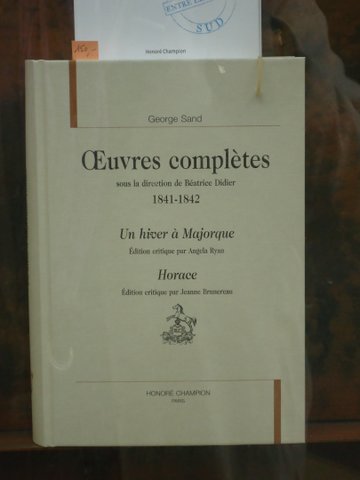 SUD
Honoré Champion
150,-
George Sand
Œuvres complètes
sous la direction de Béatrice Didier
1841-1842
Un hiver à Majorque
Édition critique par Angela Ryan
Horace
Édition critique par Jeanne Brunereau
HONORÉ CHAMPION
PARIS